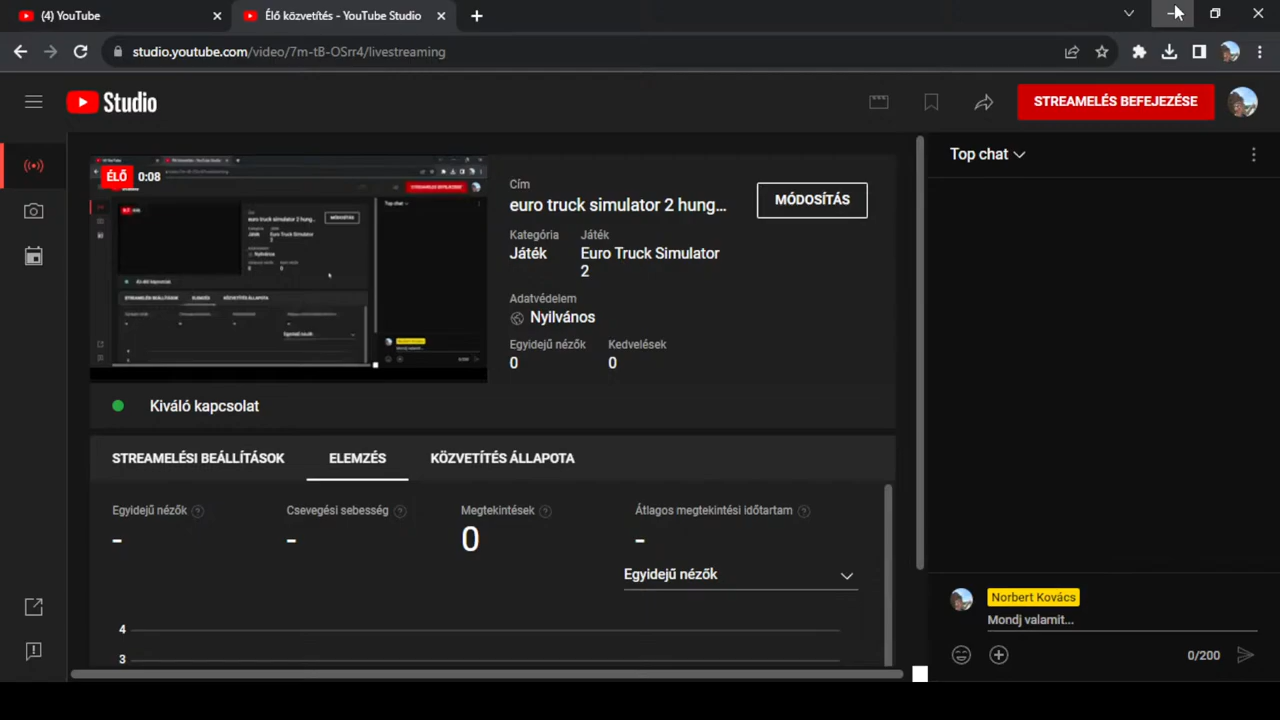 (4) YouTube
Élő közvetítés - YouTube Studio
studio.youtube.com/video/7m-tB-OSrr4/livestreaming
Studio
STREAMELÉS BEFEJEZÉSE
ÉLŐ 0:08
Cím
euro truck simulator 2 hung...
MÓDOSÍTÁS
Kategória Játék
Játék Euro Truck Simulator
2
Adatvédelem
Nyilvános
Egyidejű nézők Kedvelések
0 0
Kiváló kapcsolat
STREAMELÉSI BEÁLLÍTÁSOK ELEMZÉS KÖZVETÍTÉS ÁLLAPOTA
Egyidejű nézők Csevegési sebesség Megtekintések Átlagos megtekintési időtartam
- - 0 -
Egyidejű nézők
4
3
Top chat
Norbert Kovács
Mondj valamit...
0/200